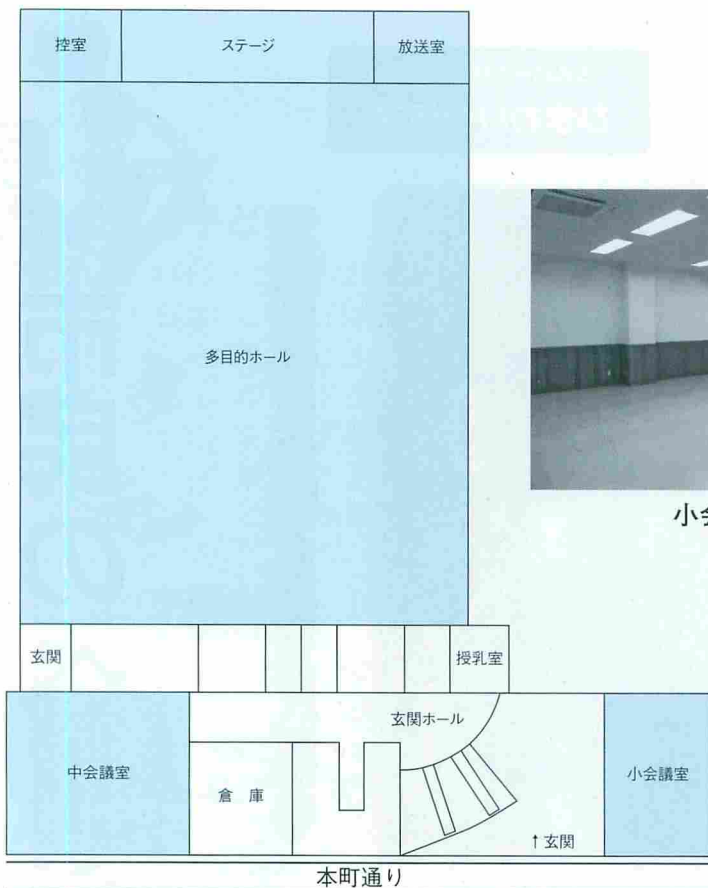 控室 ステージ 放送室
多目的ホール
小会
玄関 授乳室
玄関ホール
中会議室 倉庫 小会議室
↑玄関
本町通り